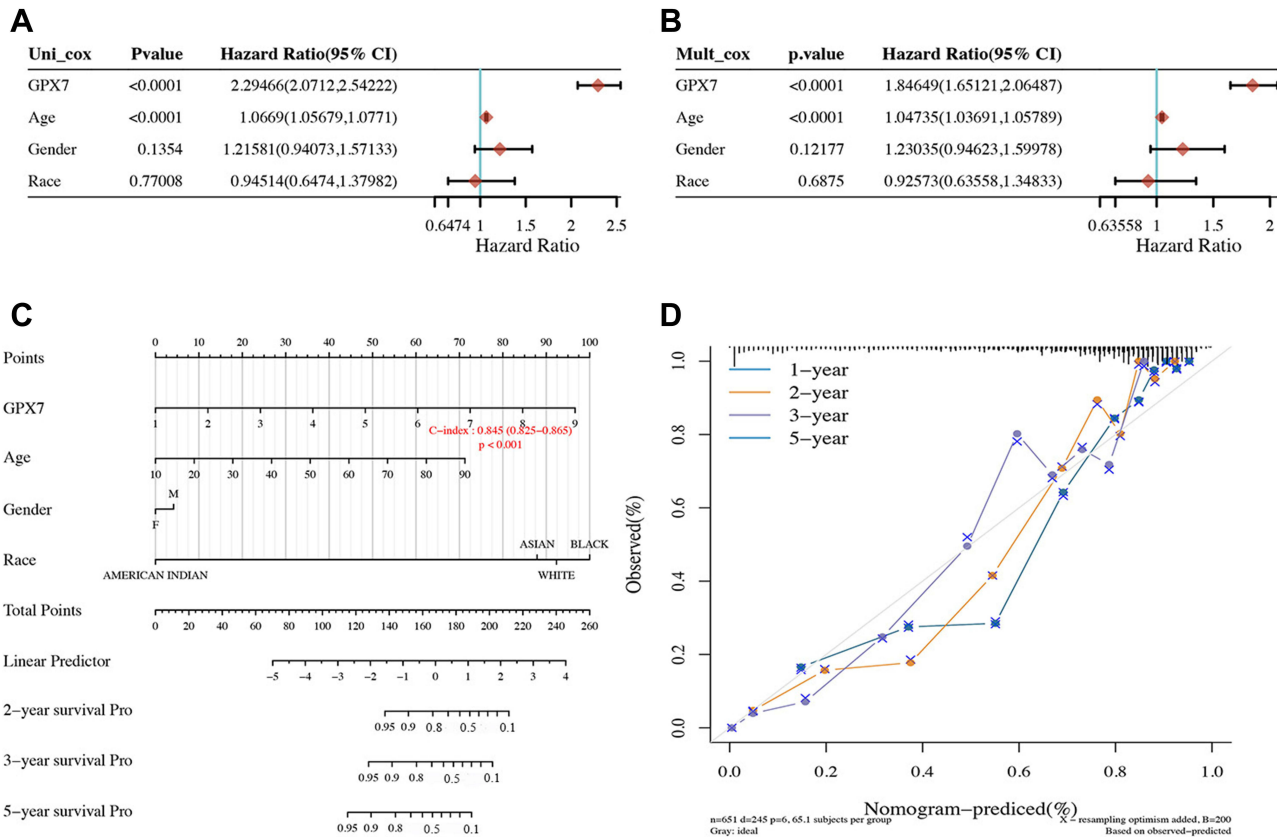 A
Uni_cox Pvalue Hazard Ratio(95% CI)
GPX7 <0.0001 2.29466(2.0712,2.54222)
Age <0.0001 1.0669(1.05679,1.0771)
Gender 0.1354 1.21581(0.94073,1.57133)
Race 0.77008 0.94514(0.6474,1.37982)
0.6474 1 1.5 2 2.5
Hazard Ratio
B
Mult_cox p.value Hazard Ratio(95% CI)
GPX7 <0.0001 1.84649(1.65121,2.06487)
Age <0.0001 1.04735(1.03691,1.05789)
Gender 0.12177 1.23035(0.94623,1.59978)
Race 0.6875 0.92573(0.63558,1.34833)
0.63558 1 1.5 2
Hazard Ratio
C
0 10 20 30 40 50 60 70 80 90 100
Points
GPX7
1 2 3 4 5 6 7 8 9
C−index : 0.845 (0.825−0.865)
p < 0.001
Age
10 20 30 40 50 60 70 80 90
M
Gender
F
ASIAN BLACK
Race
AMERICAN INDIAN WHITE
Total Points
0 20 40 60 80 100 120 140 160 180 200 220 240 260
Linear Predictor
−5 −4 −3 −2 −1 0 1 2 3 4
2−year survival Pro
0.95 0.9 0.8 0.5 0.1
3−year survival Pro
0.95 0.9 0.8 0.5 0.1
5−year survival Pro
0.95 0.9 0.8 0.5 0.1
D
1−year
2−year
3−year
5−year
Observed(%)
1.0
0.8
0.6
0.4
0.2
0.0
0.0 0.2 0.4 0.6 0.8 1.0
Nomogram−prediced(%)
n=651 d=245 p=6, 65.1 subjects per group
Gray: ideal
X − resampling optimism added, B=200
Based on observed−predicted